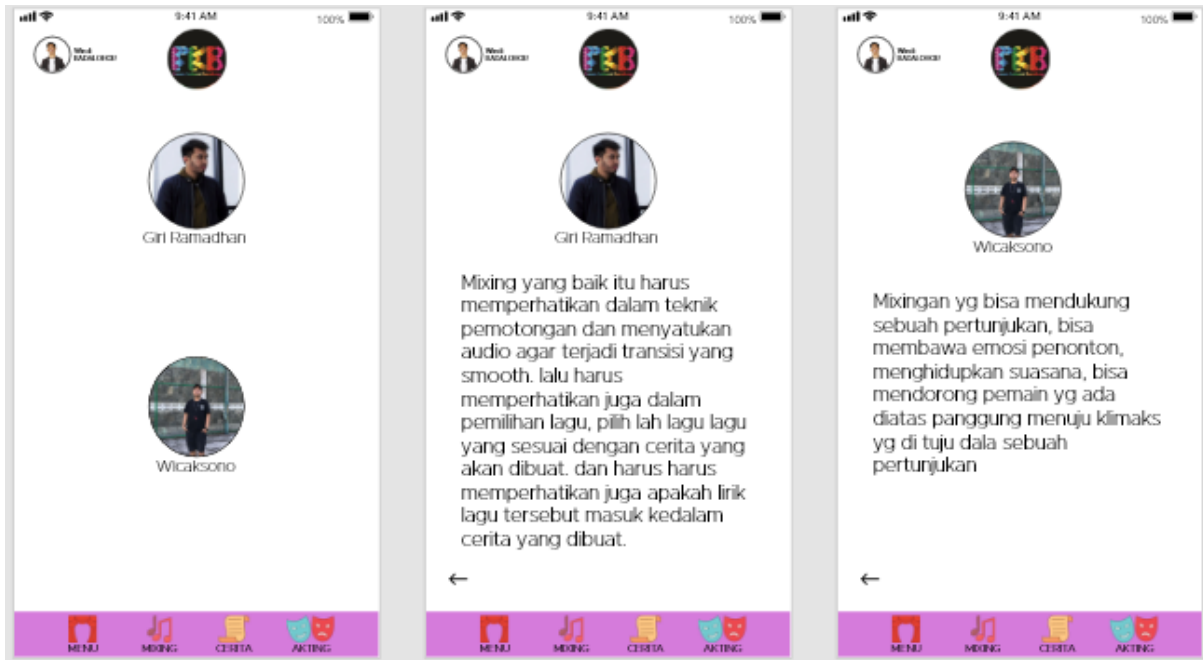 9:41 AM
100%
PKB
Giri Ramadhan
Wicaksono
MENU
MIXING
CERITA
AKTING
9:41 AM
100%
PKB
Giri Ramadhan
Mixing yang baik itu harus
memperhatikan dalam teknik
pemotongan dan menyatukan
audio agar terjadi transisi yang
smooth. lalu harus
memperhatikan juga dalam
pemilihan lagu, pilih lah lagu lagu
yang sesuai dengan cerita yang
akan dibuat. dan harus harus
memperhatikan juga apakah lirik
lagu tersebut masuk kedalam
cerita yang dibuat.
MENU
MIXING
CERITA
AKTING
9:41 AM
100%
PKB
Wicaksono
Mixingan yg bisa mendukung
sebuah pertunjukan, bisa
membawa emosi penonton,
menghidupkan suasana, bisa
mendorong pemain yg ada
diatas panggung menuju klimaks
yg di tuju dala sebuah
pertunjukan
MENU
MIXING
CERITA
AKTING